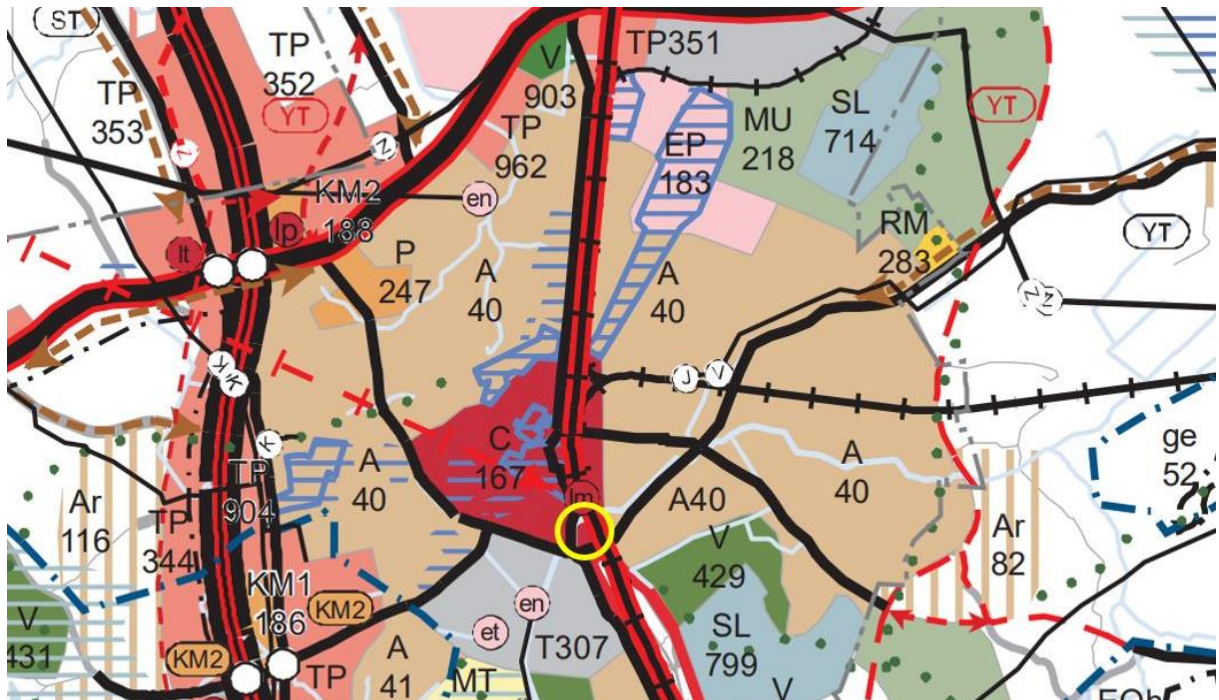 ST
TP
352
TP
353
YT
Z
Z
V
903
TP
962
TP351
EP
183
MU
218
SL
714
YT
en
KM2
188
lp
lt
P
247
A
40
A
40
RM
283
YT
Z
Z
K
K
J
V
C
167
K
A
40
TP
904
Ar
116
TP
344
lm
A40
A
40
ge
52
Ar
82
V
429
V
431
KM1
186
KM2
KM2
TP
A
41
MT
et
en
T307
SL
799
V